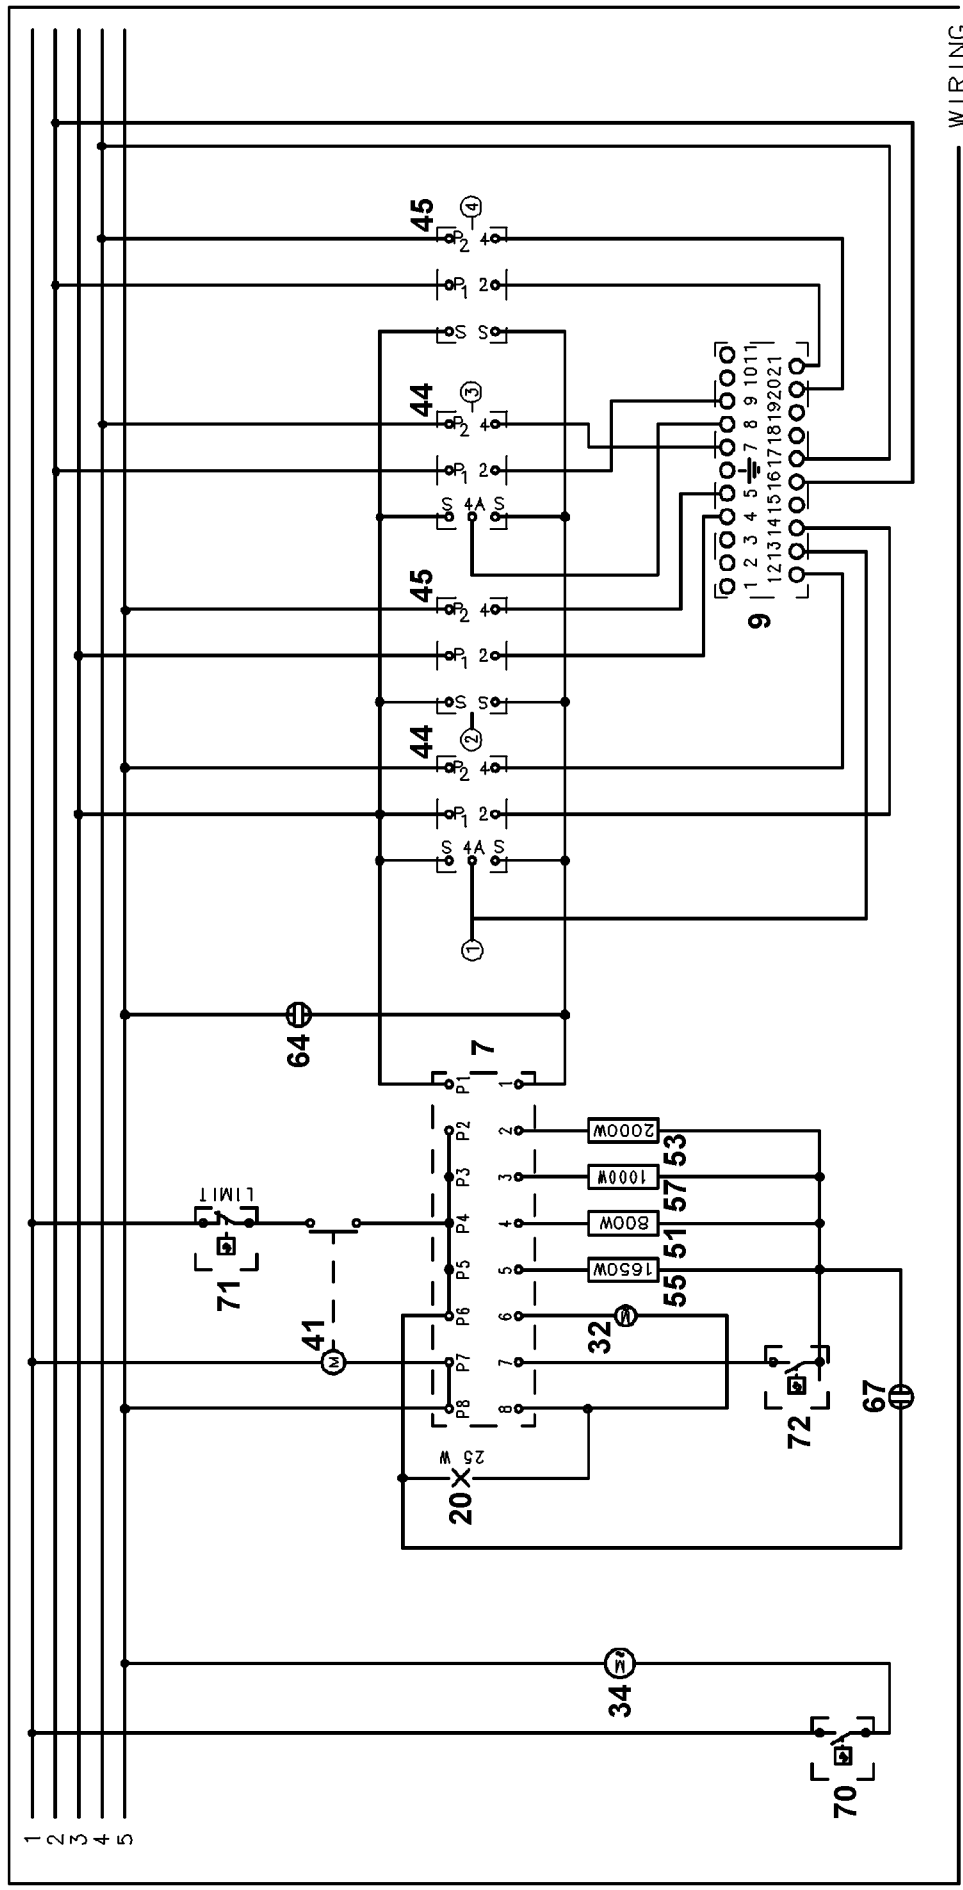 WIRING
1
2
3
4
5
45
4
P2 4
P1 2
S S
44
3
P2 4
P1 2
S 4A S
45
P2 4
P1 2
S S
2
44
P2 4
P1 2
S 4A S
1
1 2 3 4 5 7 8 9 10 11
12 13 14 15 16 17 18 19 20 21
9
64
7
P1 1
P2 2
P3 3
P4 4
P5 5
P6 6
P7 7
P8 8
2000W
53
1000W
57
800W
51
1650W
55
LIMIT
71
41
M
32
M
72
67
25 W
20
34
M
~
70